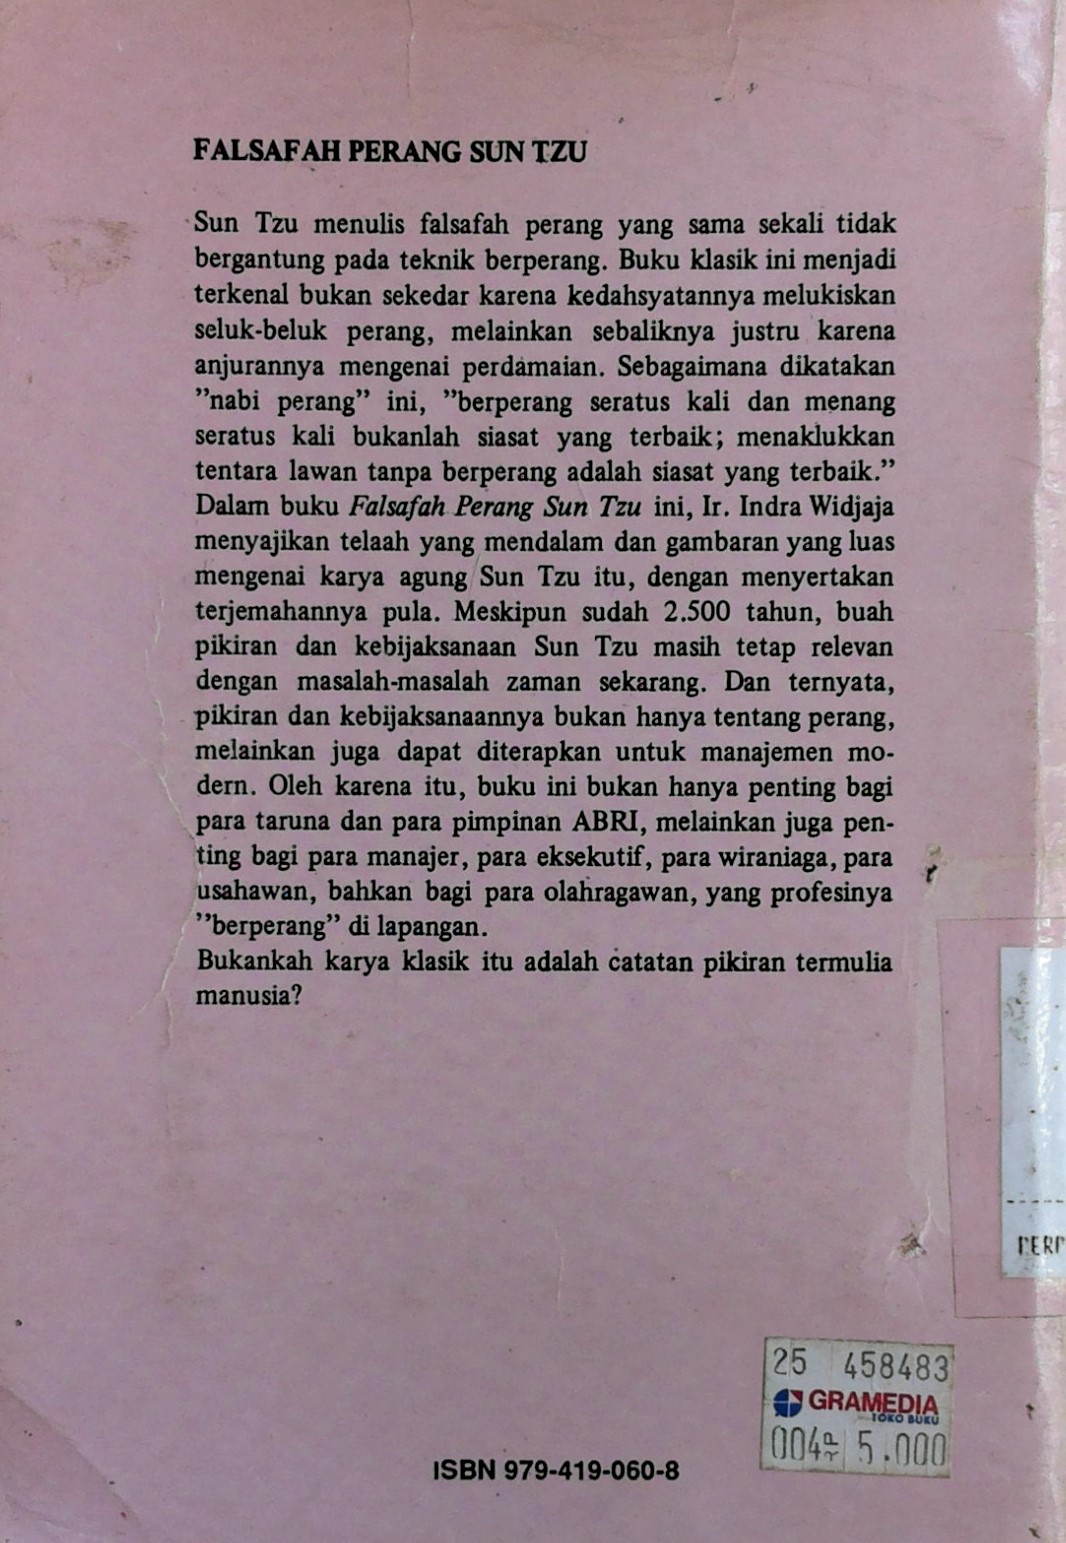 FALSAFAH PERANG SUN TZU
Sun Tzu menulis falsafah perang yang sama sekali tidak
bergantung pada teknik berperang. Buku klasik ini menjadi
terkenal bukan sekedar karena kedahsyatannya melukiskan
seluk-beluk perang, melainkan sebaliknya justru karena
anjurannya mengenai perdamaian. Sebagaimana dikatakan
”nabi perang” ini, ”berperang seratus kali dan menang
seratus kali bukanlah siasat yang terbaik; menaklukkan
tentara lawan tanpa berperang adalah siasat yang terbaik.”
Dalam buku Falsafah Perang Sun Tzu ini, Ir. Indra Widjaja
menyajikan telaah yang mendalam dan gambaran yang luas
mengenai karya agung Sun Tzu itu, dengan menyertakan
terjemahannya pula. Meskipun sudah 2.500 tahun, buah
pikiran dan kebijaksanaan Sun Tzu masih tetap relevan
dengan masalah-masalah zaman sekarang. Dan ternyata,
pikiran dan kebijaksanaannya bukan hanya tentang perang,
melainkan juga dapat diterapkan untuk manajemen mo-
dern. Oleh karena itu, buku ini bukan hanya penting bagi
para taruna dan para pimpinan ABRI, melainkan juga pen-
ting bagi para manajer, para eksekutif, para wiraniaga, para
usahawan, bahkan bagi para olahragawan, yang profesinya
”berperang” di lapangan.
Bukankah karya klasik itu adalah catatan pikiran termulia
manusia?
25 458483
GRAMEDIA
TOKO BUKU
5.000
ISBN 979-419-060-8